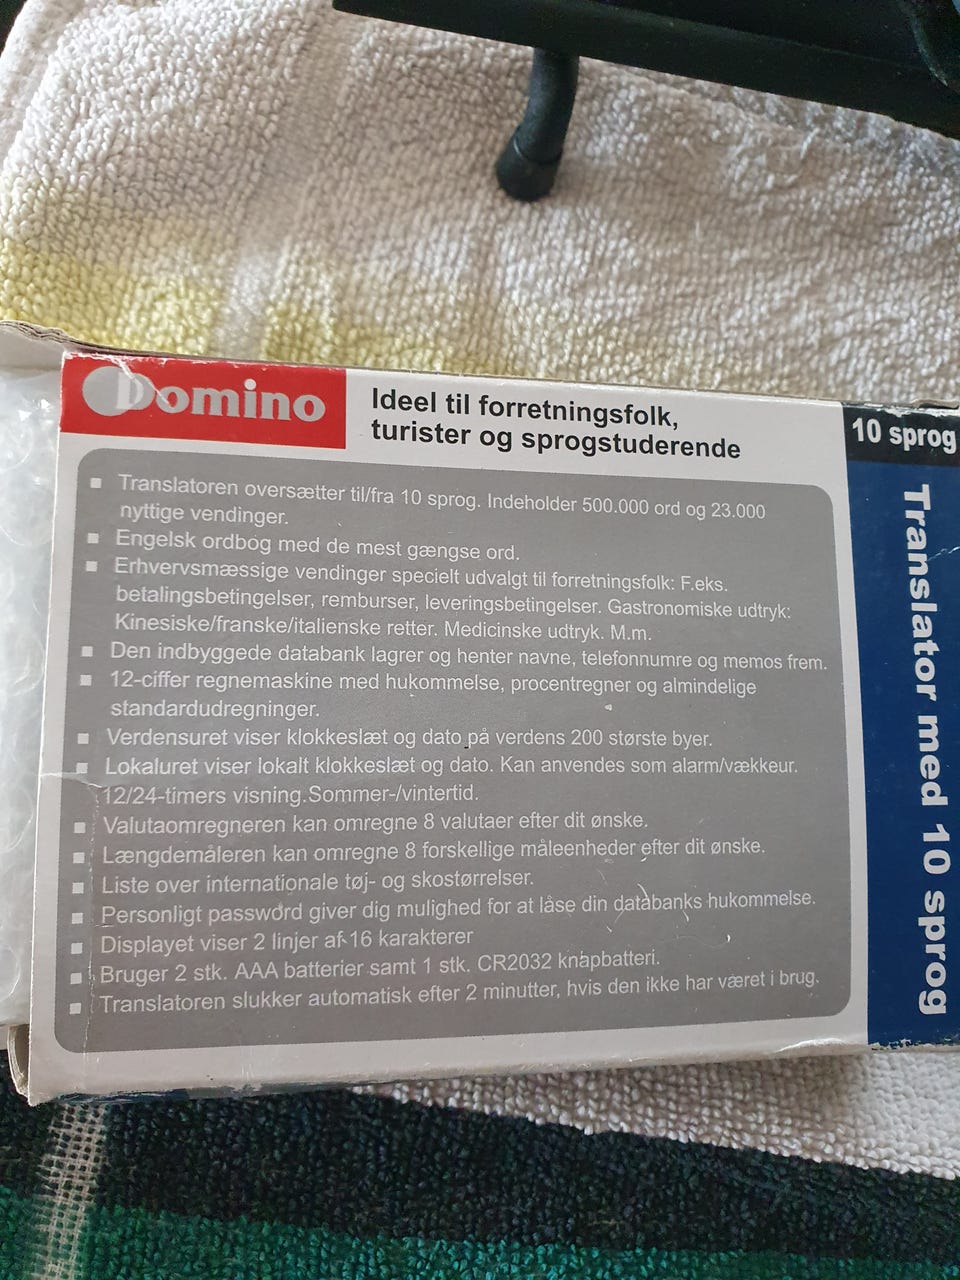 Domino
Ideel til forretningsfolk,
turister og sprogstuderende
▪ Translatoren oversætter til/fra 10 sprog. Indeholder 500.000 ord og 23.000
nyttige vendinger.
▪ Engelsk ordbog med de mest gængse ord.
▪ Erhvervsmæssige vendinger specielt udvalgt til forretningsfolk: F.eks.
betalingsbetingelser, remburser, leveringsbetingelser. Gastronomiske udtryk:
Kinesiske/franske/italienske retter. Medicinske udtryk. M.m.
▪ Den indbyggede databank lagrer og henter navne, telefonnumre og memos frem.
▪ 12-ciffer regnemaskine med hukommelse, procentregner og almindelige
standardudregninger.
▪ Verdensuret viser klokkeslæt og dato på verdens 200 største byer.
▪ Lokaluret viser lokalt klokkeslæt og dato. Kan anvendes som alarm/vækkeur.
12/24-timers visning.Sommer-/vintertid.
▪ Valutaomregneren kan omregne 8 valutaer efter dit ønske.
▪ Længdemåleren kan omregne 8 forskellige måleenheder efter dit ønske.
▪ Liste over internationale tøj- og skostørrelser.
▪ Personligt password giver dig mulighed for at låse din databanks hukommelse.
▪ Displayet viser 2 linjer af 16 karakterer
▪ Bruger 2 stk. AAA batterier samt 1 stk. CR2032 knapbatteri.
▪ Translatoren slukker automatisk efter 2 minutter, hvis den ikke har været i brug.
10 sprog
Translator med 10 sprog